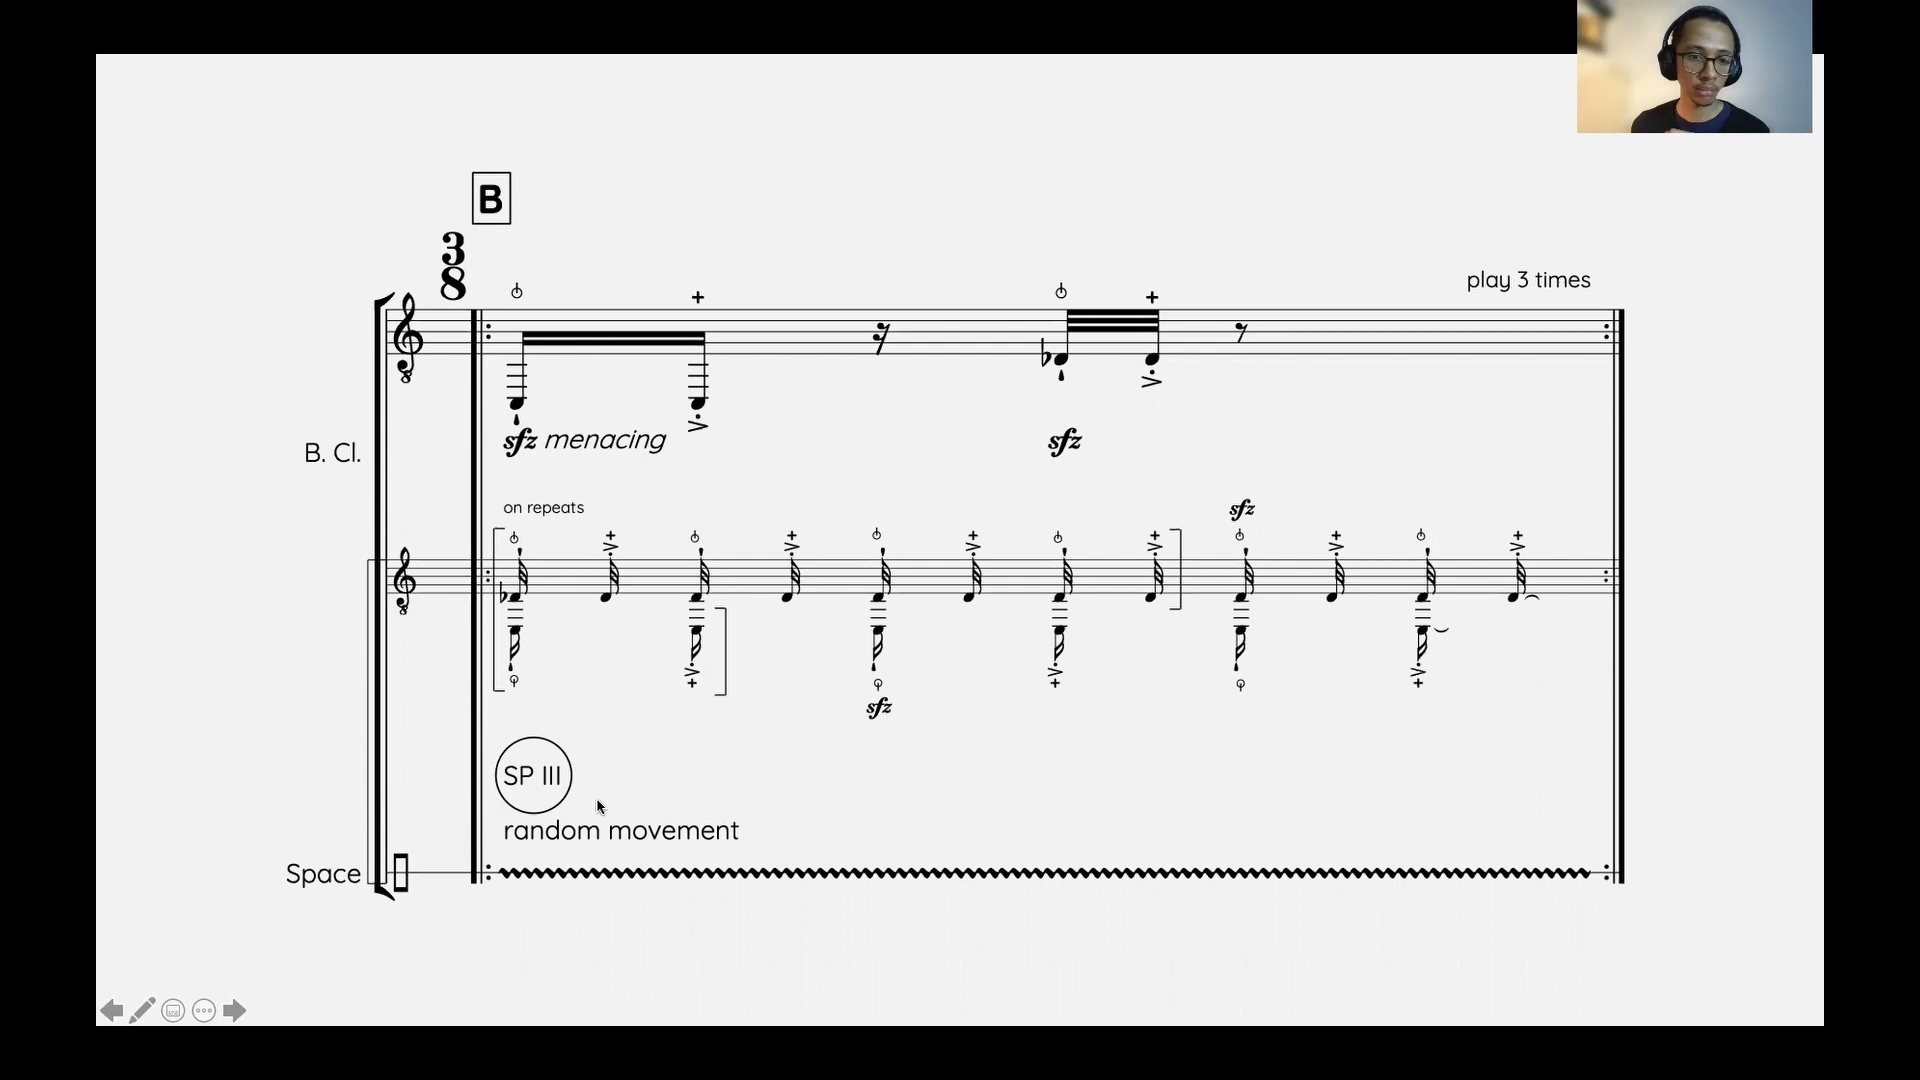 B
3
8
play 3 times
+
+
sfz menacing
sfz
B. Cl.
on repeats
sfz
sfz
SP III
random movement
Space